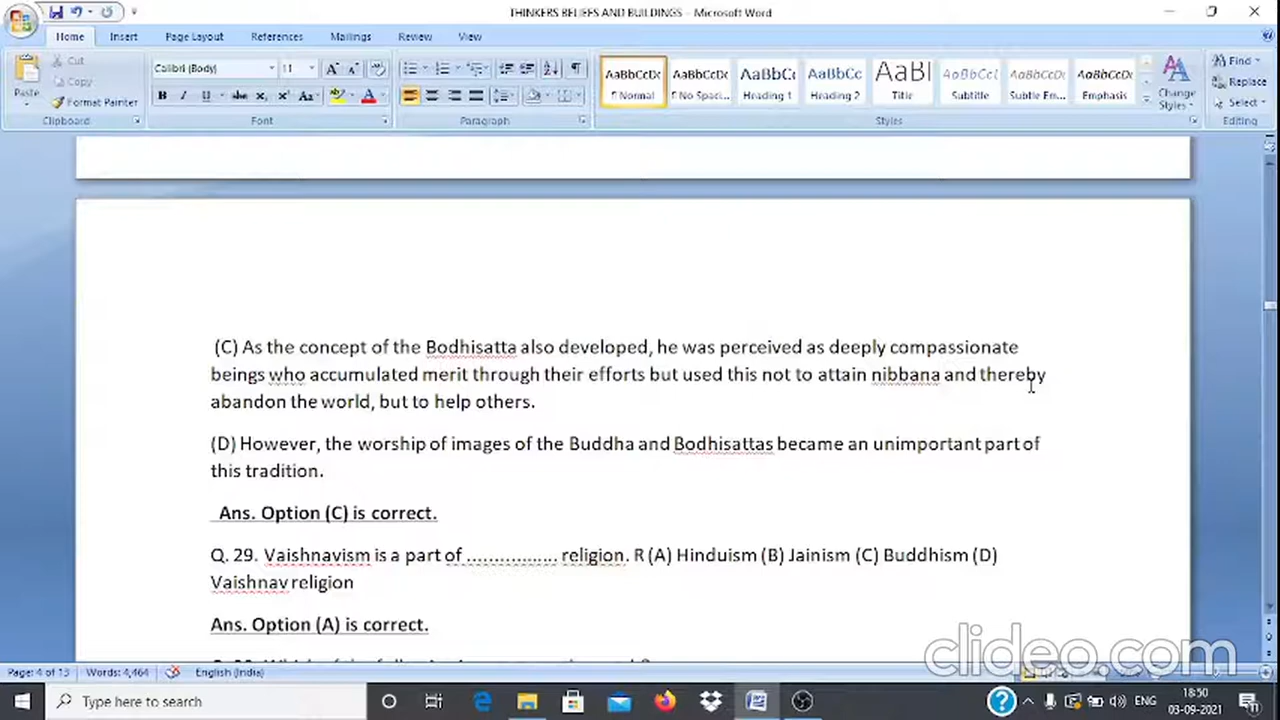 THINKERS BELIEFS AND BUILDINGS - Microsoft Word
Home Insert Page Layout References Mailings Review View
Paste Cut Copy Format Painter
Calibri (Body) 11
AaBbCcDc AaBbCcDc AaBbCc AaBbCc AaBl AaBbCcl AaBbCcDc AaBbCcDc
¶ Normal ¶ No Spaci... Heading 1 Heading 2 Title Subtitle Subtle Em... Emphasis
Change Styles
Find Replace Select
Clipboard Font Paragraph Styles Editing
(C) As the concept of the Bodhisatta also developed, he was perceived as deeply compassionate
beings who accumulated merit through their efforts but used this not to attain nibbana and thereby
abandon the world, but to help others.
(D) However, the worship of images of the Buddha and Bodhisattas became an unimportant part of
this tradition.
Ans. Option (C) is correct.
Q. 29. Vaishnavism is a part of ................. religion. R (A) Hinduism (B) Jainism (C) Buddhism (D)
Vaishnav religion
Ans. Option (A) is correct.
clideo.com
Page: 4 of 13 Words: 4,464 English (India)
Type here to search
ENG
18:50
03-09-2021